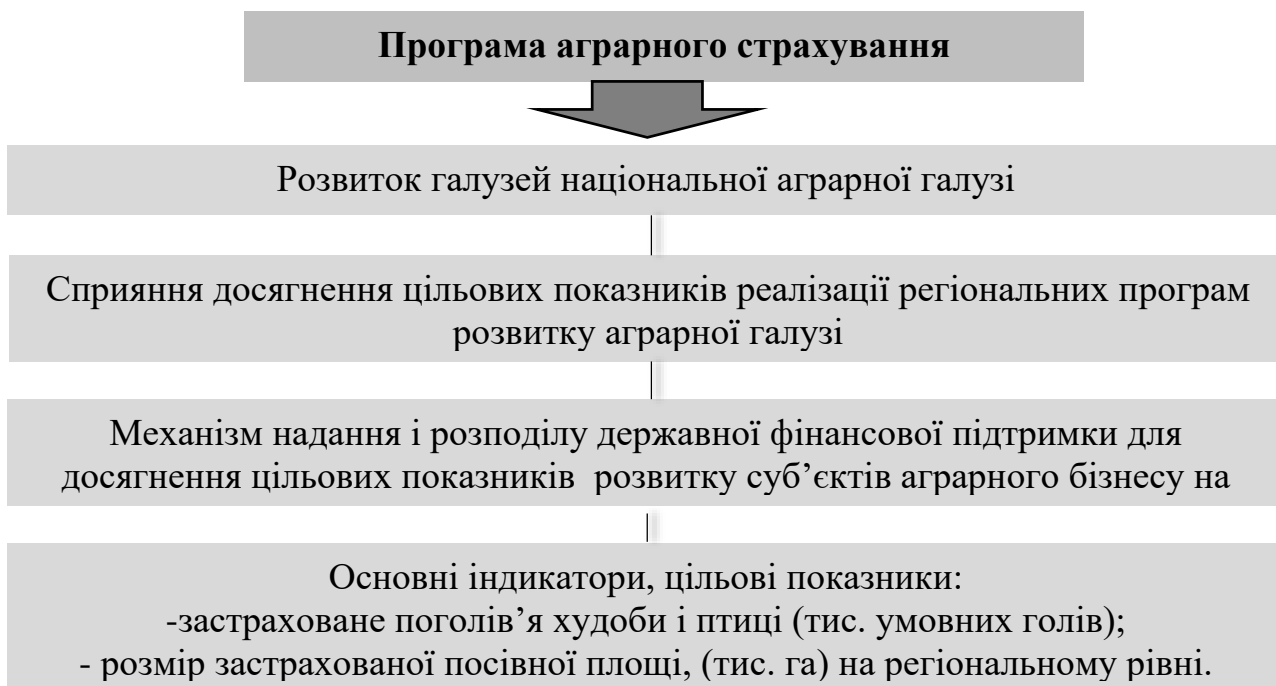 Програма аграрного страхування
Розвиток галузей національної аграрної галузі
Сприяння досягнення цільових показників реалізації регіональних програм
розвитку аграрної галузі
Механізм надання і розподілу державної фінансової підтримки для
досягнення цільових показників розвитку суб’єктів аграрного бізнесу на
Основні індикатори, цільові показники:
-застраховане поголів’я худоби і птиці (тис. умовних голів);
- розмір застрахованої посівної площі, (тис. га) на регіональному рівні.